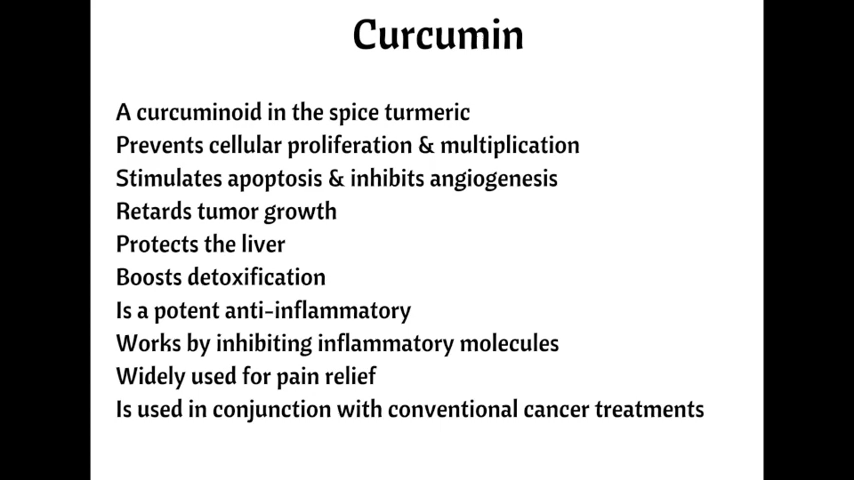 Curcumin
A curcuminoid in the spice turmeric
Prevents cellular proliferation & multiplication
Stimulates apoptosis & inhibits angiogenesis
Retards tumor growth
Protects the liver
Boosts detoxification
Is a potent anti-inflammatory
Works by inhibiting inflammatory molecules
Widely used for pain relief
Is used in conjunction with conventional cancer treatments